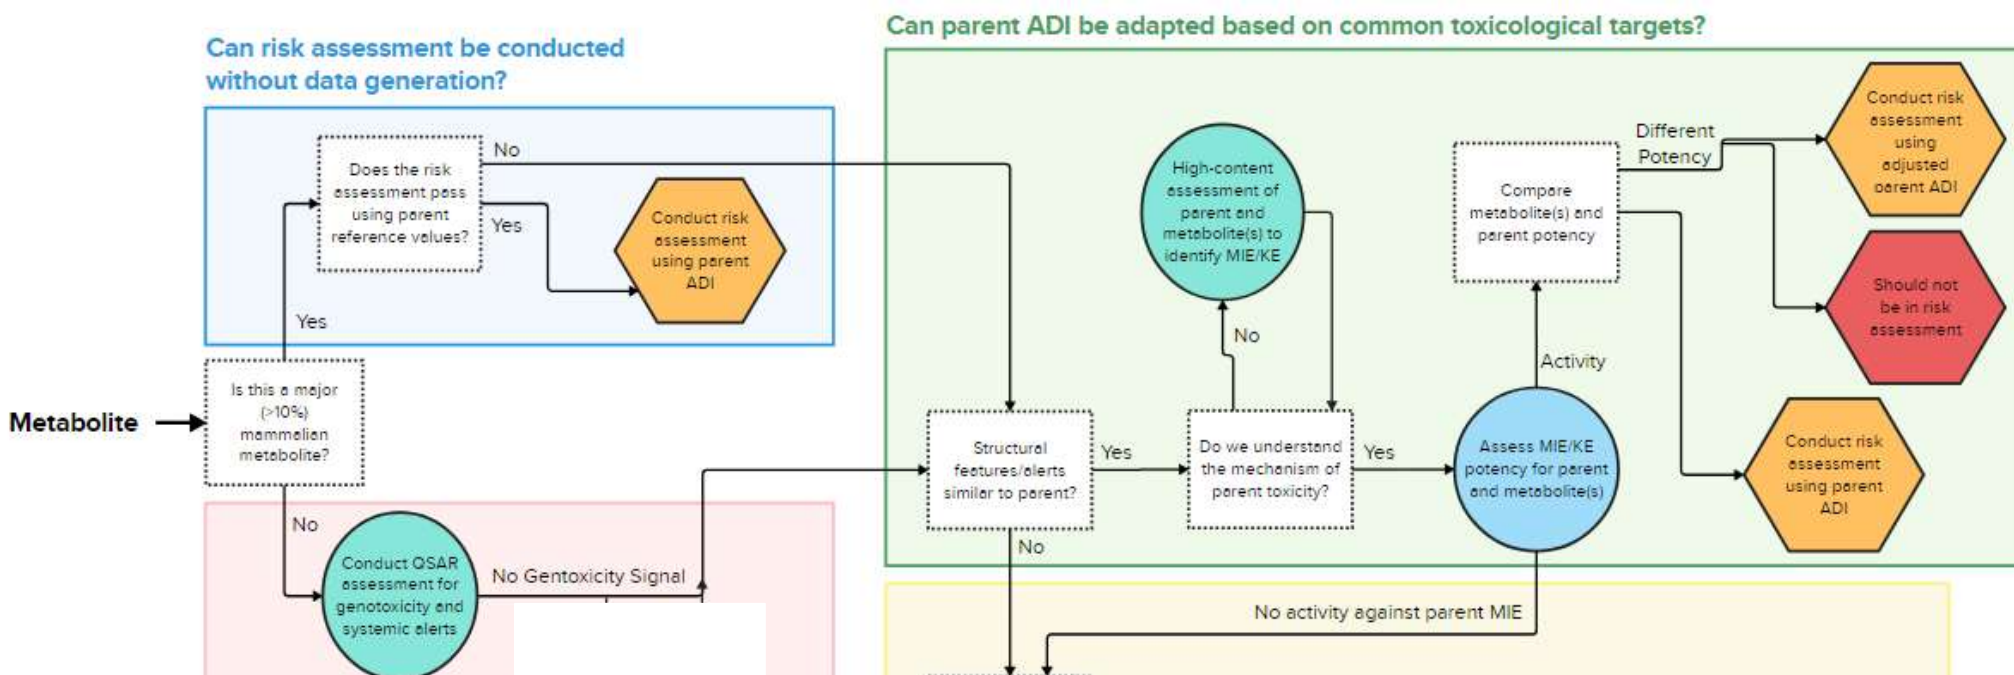 Can risk assessment be conducted
without data generation?
Can parent ADI be adapted based on common toxicological targets?
Does the risk
assessment pass
using parent
reference values?
No
Yes
Conduct risk
assessment
using parent
ADI
Yes
Metabolite
Is this a major
(>10%)
mammalian
metabolite?
No
Conduct QSAR
assessment for
genotoxicity and
systemic alerts
No Gentoxicity Signal
Structural
features/alerts
similar to parent?
Yes
No
Do we understand
the mechanism of
parent toxicity?
No
High-content
assessment of
parent and
metabolite(s) to
identify MIE/KE
Yes
Assess MIE/KE
potency for parent
and metabolite(s)
Activity
Compare
metabolite(s) and
parent potency
Different
Potency
Conduct risk
assessment
using
adjusted
parent ADI
Should not
be in risk
assessment
Conduct risk
assessment
using parent
ADI
No activity against parent MIE